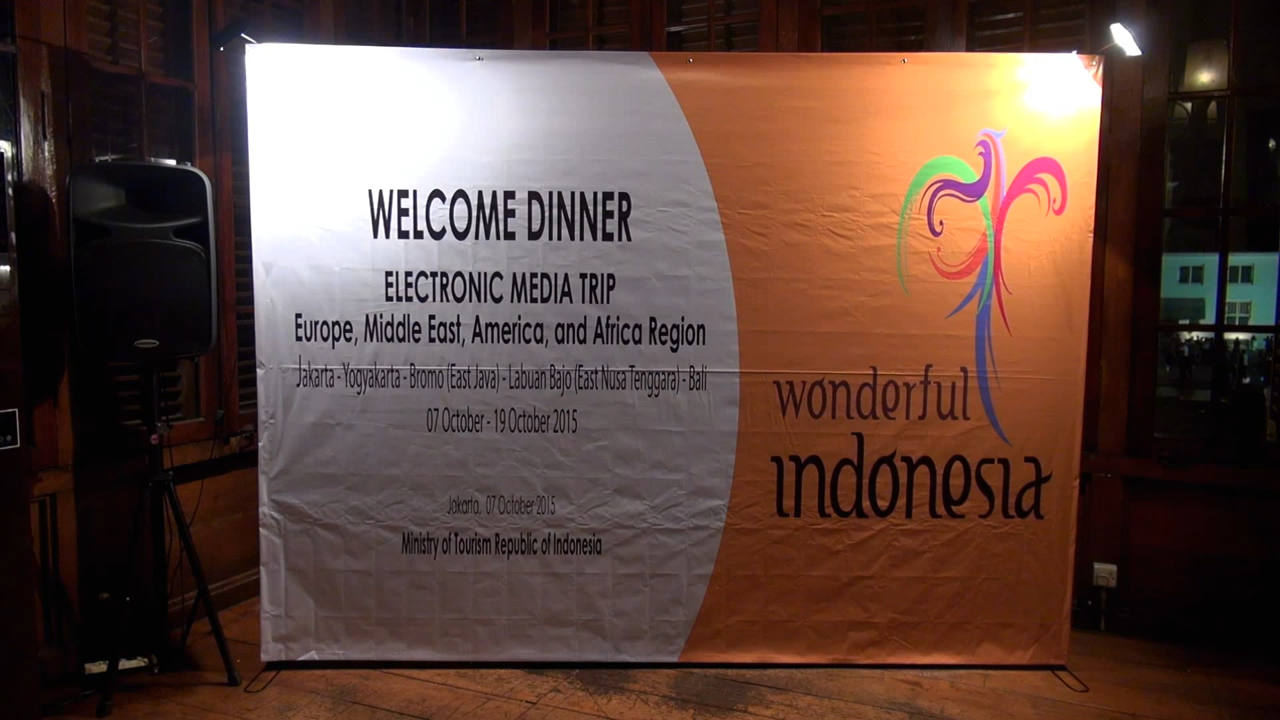 WELCOME DINNER
ELECTRONIC MEDIA TRIP
Europe, Middle East, America, and Africa Region
Jakarta - Yogyakarta - Bromo (East Java) - Labuan Bajo (East Nusa Tenggara) - Bali
07 October - 19 October 2015
Jakarta, 07 October 2015
Ministry of Tourism Republic of Indonesia
wonderful
indonesia